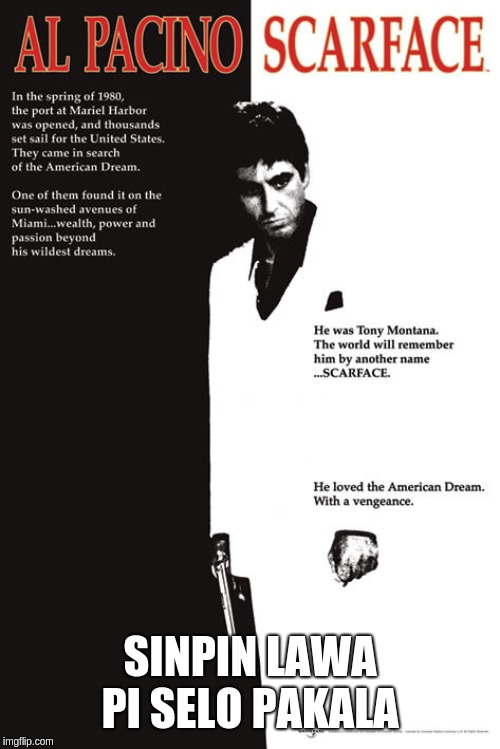 AL PACINO SCARFACE
In the spring of 1980,
the port at Mariel Harbor
was opened, and thousands
set sail for the United States.
They came in search
of the American Dream.
One of them found it on the
sun-washed avenues of
Miami...wealth, power and
passion beyond
his wildest dreams.
He was Tony Montana.
The world will remember
him by another name
...SCARFACE.
He loved the American Dream.
With a vengeance.
SINPIN LAWA
PI SELO PAKALA
imgflip.com